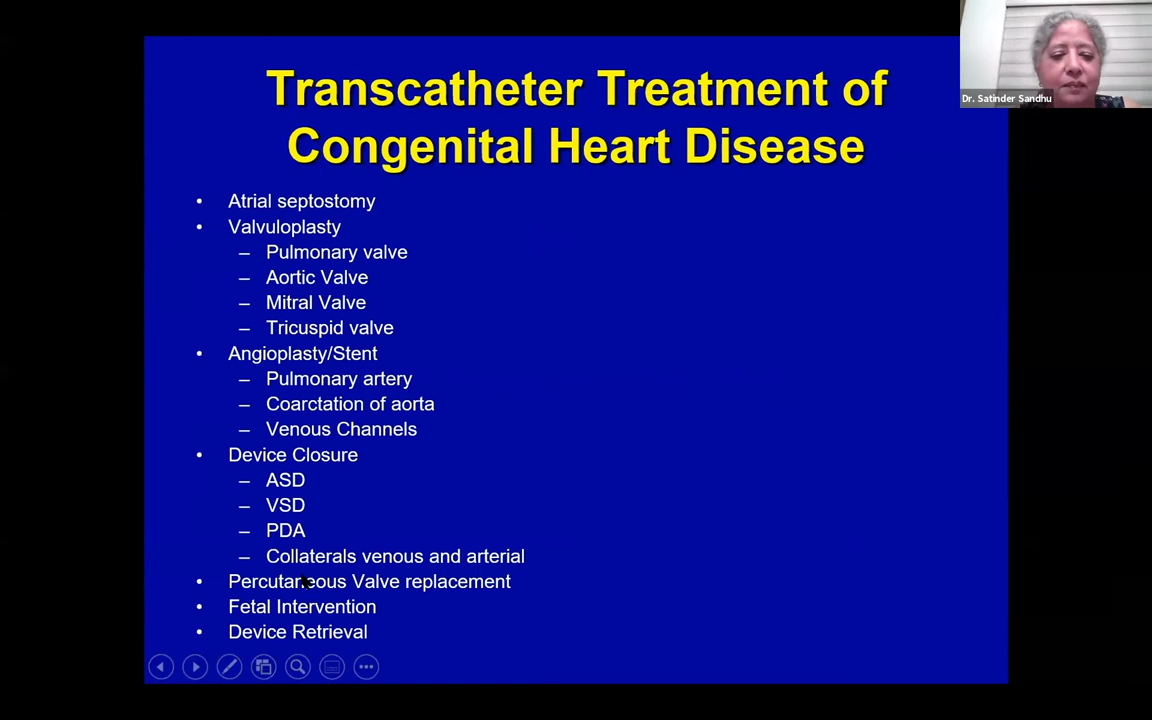 Transcatheter Treatment of
Congenital Heart Disease
Dr. Satinder Sandhu
• Atrial septostomy
• Valvuloplasty
– Pulmonary valve
– Aortic Valve
– Mitral Valve
– Tricuspid valve
• Angioplasty/Stent
– Pulmonary artery
– Coarctation of aorta
– Venous Channels
• Device Closure
– ASD
– VSD
– PDA
– Collaterals venous and arterial
• Percutaneous Valve replacement
• Fetal Intervention
• Device Retrieval